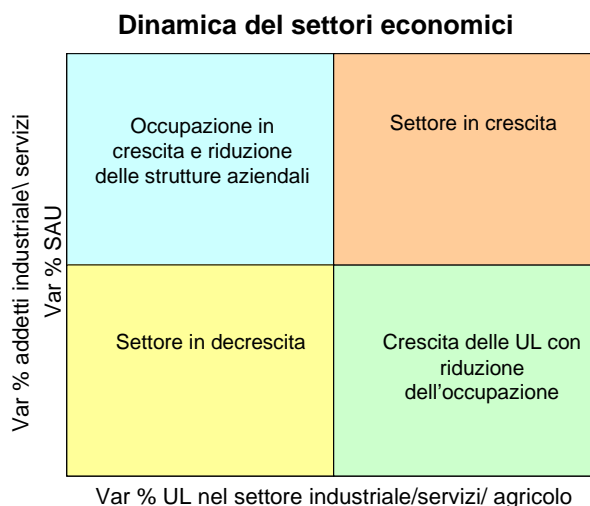 Dinamica del settori economici
Var % addetti industriale\ servizi
Var % SAU
Occupazione in
crescita e riduzione
delle strutture aziendali
Settore in crescita
Settore in decrescita
Crescita delle UL con
riduzione
dell'occupazione
Var % UL nel settore industriale/servizi/ agricolo